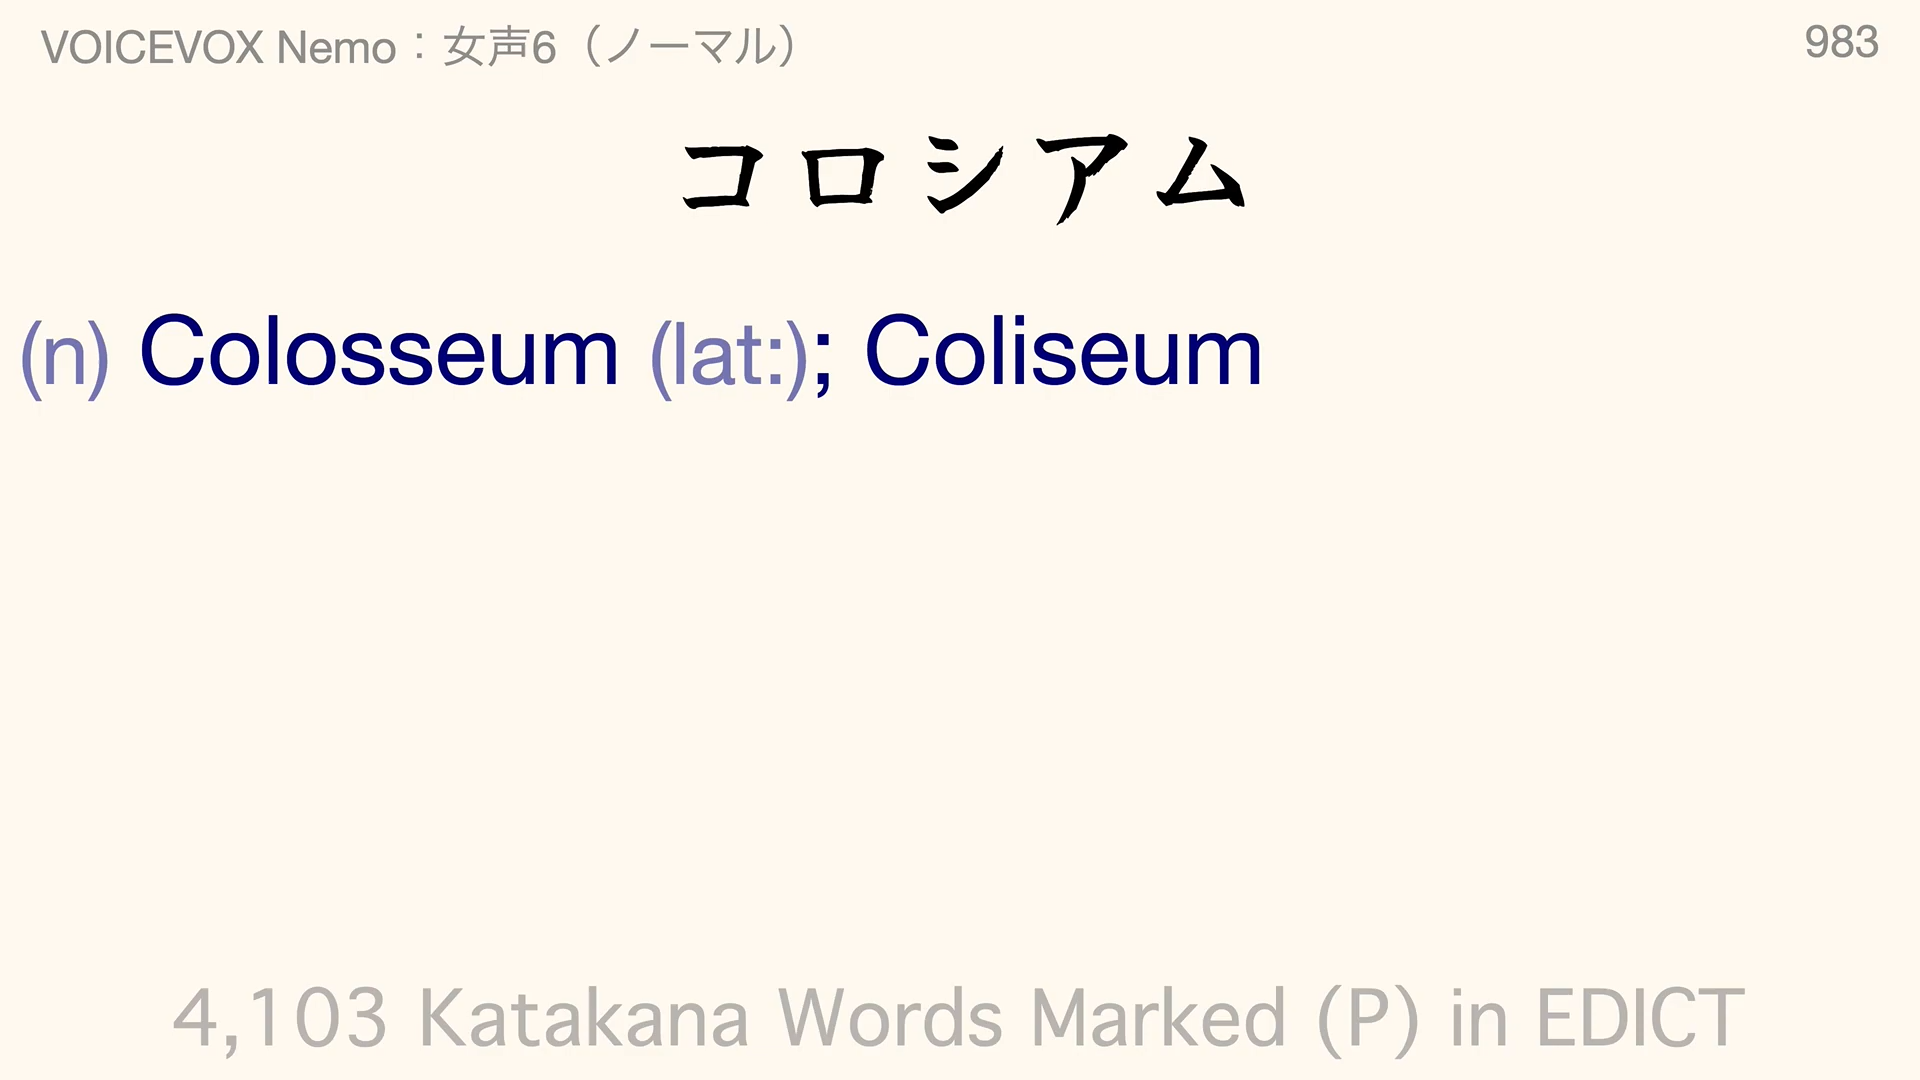 VOICEVOX Nemo：女声6（ノーマル）
983
コロシアム
(n) Colosseum (lat:); Coliseum
4,103 Katakana Words Marked (P) in EDICT